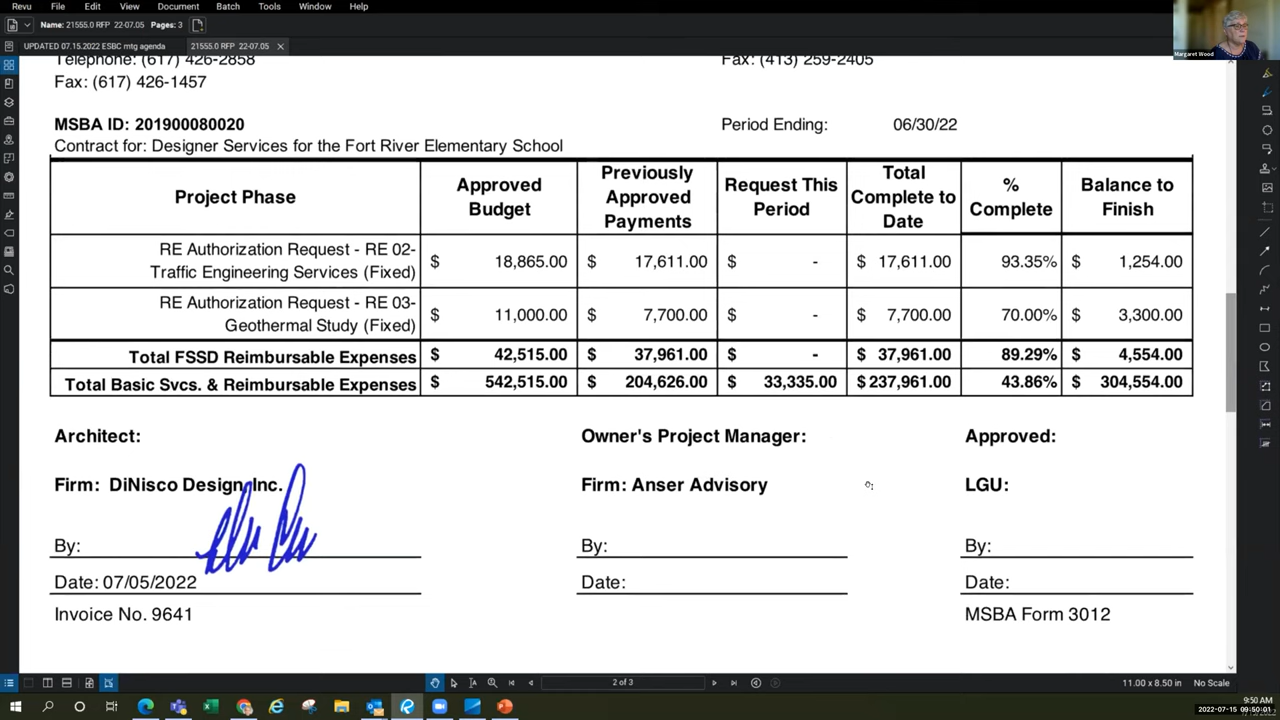 Revu File Edit View Document Batch Tools Window Help
Name: 21555.0 RFP 22-07.05 Pages: 3
UPDATED 07.15.2022 ESBC mtg agenda 21555.0 RFP 22-07.05
Margaret Wood
Telephone: (617) 426-2858 Fax: (413) 259-2405
Fax: (617) 426-1457
MSBA ID: 201900080020 Period Ending: 06/30/22
Contract for: Designer Services for the Fort River Elementary School
Project Phase Approved Budget Previously Approved Payments Request This Period Total Complete to Date % Complete Balance to Finish
RE Authorization Request - RE 02-
Traffic Engineering Services (Fixed) $ 18,865.00 $ 17,611.00 $ - $ 17,611.00 93.35% $ 1,254.00
RE Authorization Request - RE 03-
Geothermal Study (Fixed) $ 11,000.00 $ 7,700.00 $ - $ 7,700.00 70.00% $ 3,300.00
Total FSSD Reimbursable Expenses $ 42,515.00 $ 37,961.00 $ - $ 37,961.00 89.29% $ 4,554.00
Total Basic Svcs. & Reimbursable Expenses $ 542,515.00 $ 204,626.00 $ 33,335.00 $ 237,961.00 43.86% $ 304,554.00
Architect: Owner's Project Manager: Approved:
Firm: DiNisco Design, Inc. Firm: Anser Advisory LGU:
By: By: By:
Date: 07/05/2022 Date: Date:
Invoice No. 9641 MSBA Form 3012
2 of 3 11.00 x 8.50 in No Scale
9:50 AM
2022-07-15 09:50:01